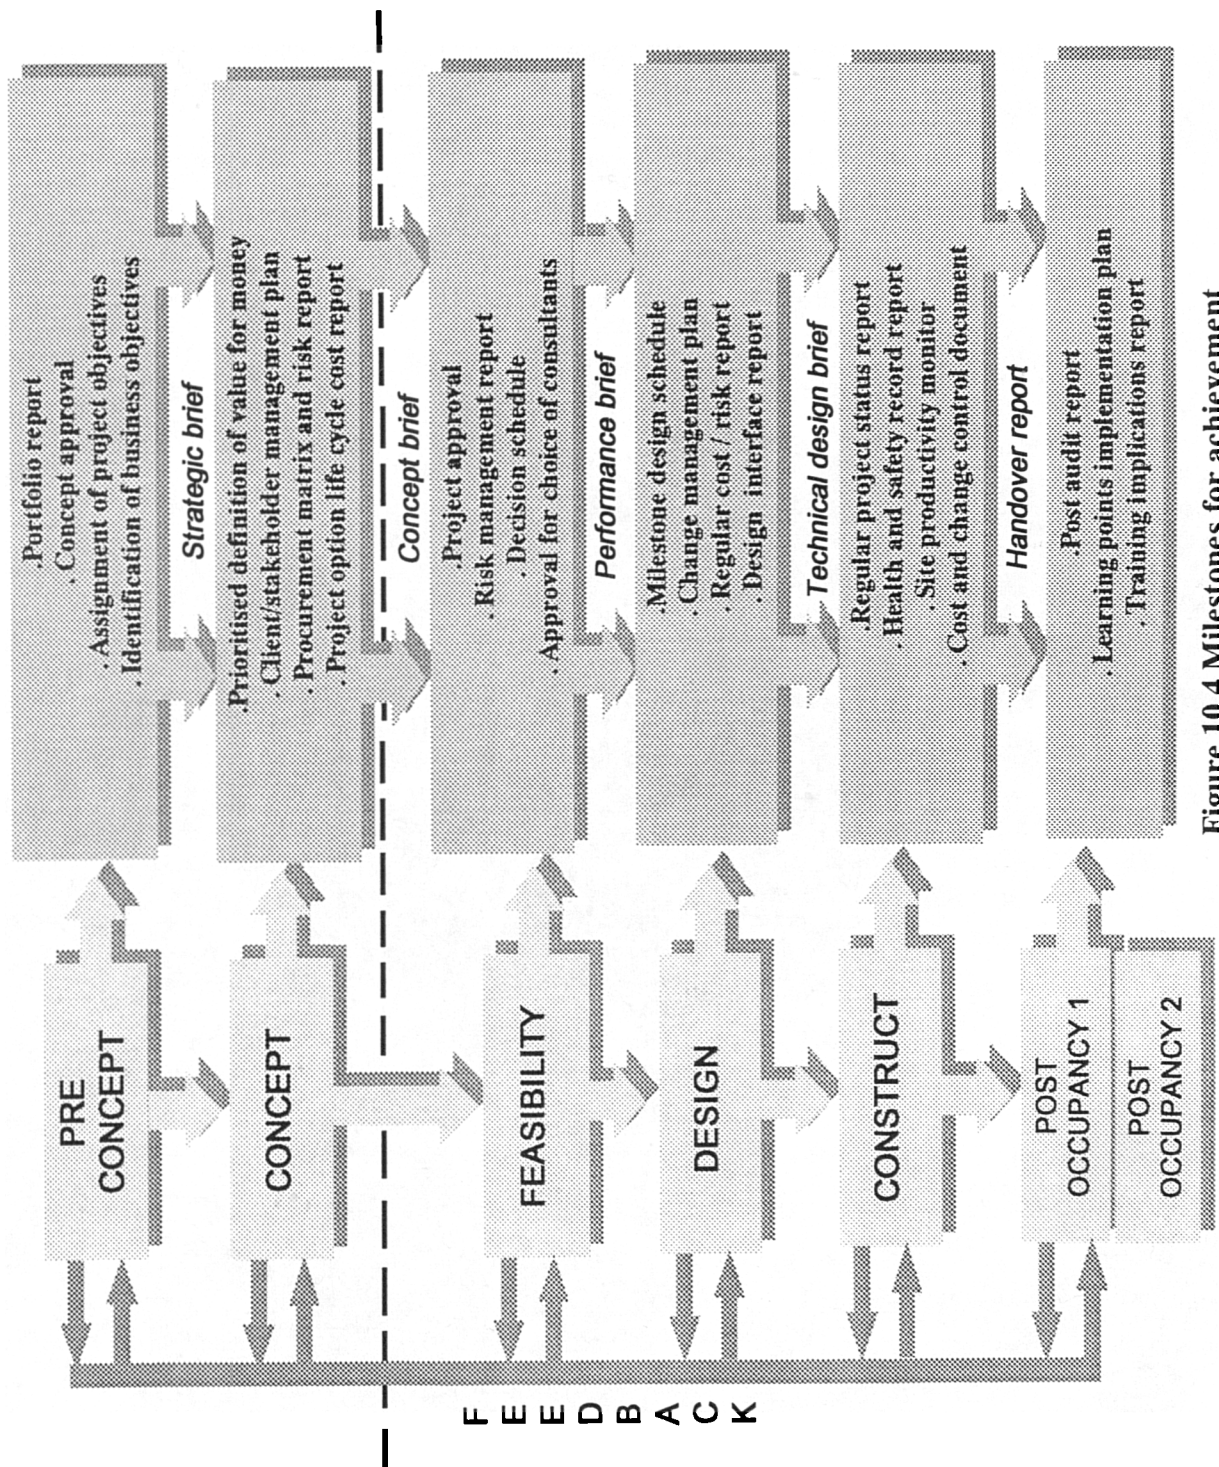 PRE
CONCEPT
.Portfolio report
.Concept approval
. Assignment of project objectives
. Identification of business objectives
Strategic brief
CONCEPT
.Prioritised definition of value for money
. Client/stakeholder management plan
. Procurement matrix and risk report
. Project option life cycle cost report
Concept brief
FEASIBILITY
.Project approval
. Risk management report
. Decision schedule
. Approval for choice of consultants
Performance brief
DESIGN
.Milestone design schedule
. Change management plan
. Regular cost / risk report
. Design interface report
Technical design brief
CONSTRUCT
.Regular project status report
. Health and safety record report
. Site productivity monitor
. Cost and change control document
Handover report
POST
OCCUPANCY 1
POST
OCCUPANCY 2
. Post audit report
.Learning points implementation plan
. Training implications report
F
E
E
D
B
A
C
K
Figure 10.4 Milestones for achievement